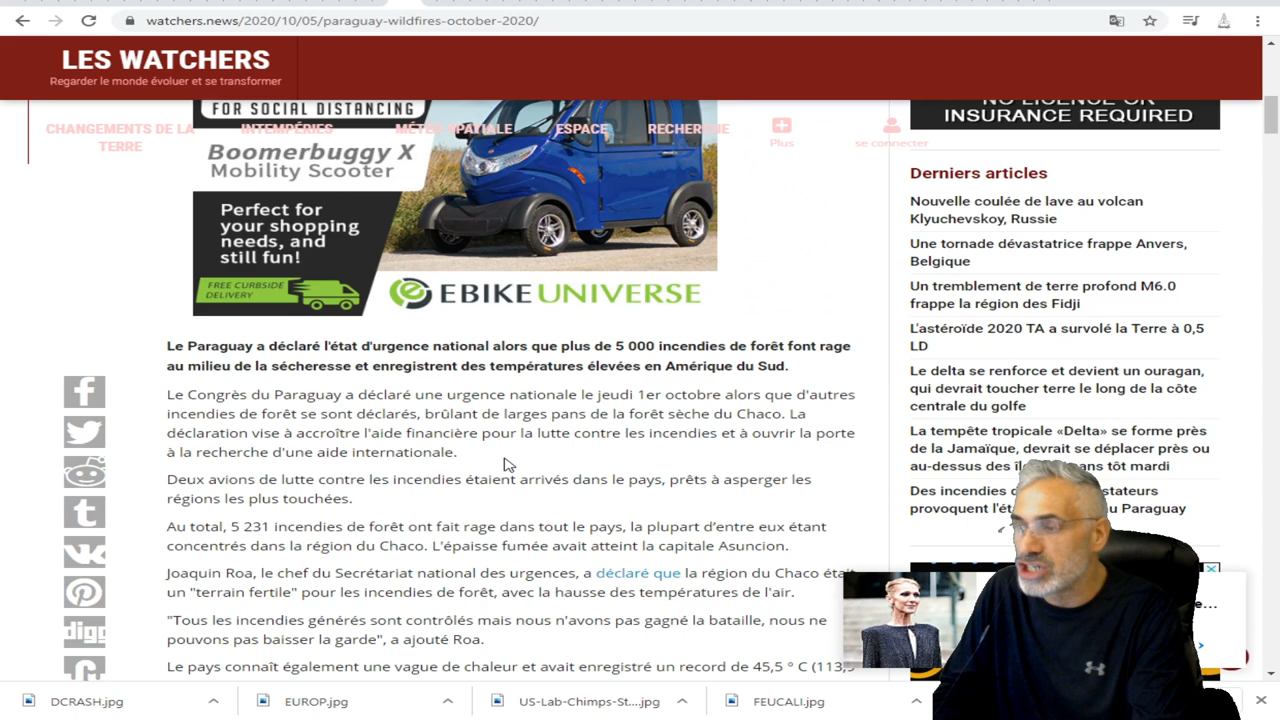 watchers.news/2020/10/05/paraguay-wildfires-october-2020/
LES WATCHERS
Regarder le monde évoluer et se transformer
CHANGEMENTS DE LA TERRE
INTEMPÉRIES
MÉTÉO SPATIALE
ESPACE
RECHERCHE
Plus
se connecter
FOR SOCIAL DISTANCING
Boomerbuggy X
Mobility Scooter
Perfect for
your shopping
needs, and
still fun!
FREE CURBSIDE
DELIVERY
EBIKE UNIVERSE
NO LICENCE OR
INSURANCE REQUIRED
Le Paraguay a déclaré l'état d'urgence national alors que plus de 5 000 incendies de forêt font rage
au milieu de la sécheresse et enregistrent des températures élevées en Amérique du Sud.
Le Congrès du Paraguay a déclaré une urgence nationale le jeudi 1er octobre alors que d'autres
incendies de forêt se sont déclarés, brûlant de larges pans de la forêt sèche du Chaco. La
déclaration vise à accroître l'aide financière pour la lutte contre les incendies et à ouvrir la porte
à la recherche d'une aide internationale.
Deux avions de lutte contre les incendies étaient arrivés dans le pays, prêts à asperger les
régions les plus touchées.
Au total, 5 231 incendies de forêt ont fait rage dans tout le pays, la plupart d'entre eux étant
concentrés dans la région du Chaco. L'épaisse fumée avait atteint la capitale Asuncion.
Joaquin Roa, le chef du Secrétariat national des urgences, a déclaré que la région du Chaco était
un "terrain fertile" pour les incendies de forêt, avec la hausse des températures de l'air.
"Tous les incendies générés sont contrôlés mais nous n'avons pas gagné la bataille, nous ne
pouvons pas baisser la garde", a ajouté Roa.
Le pays connaît également une vague de chaleur et avait enregistré un record de 45,5 ° C (113,
Derniers articles
Nouvelle coulée de lave au volcan
Klyuchevskoy, Russie
Une tornade dévastatrice frappe Anvers,
Belgique
Un tremblement de terre profond M6.0
frappe la région des Fidji
L'astéroïde 2020 TA a survolé la Terre à 0,5
LD
Le delta se renforce et devient un ouragan,
qui devrait toucher terre le long de la côte
centrale du golfe
La tempête tropicale «Delta» se forme près
de la Jamaïque, devrait se déplacer près ou
au-dessus des tôt mardi
Des incendies
provoquent Paraguay
digg
DCRASH.jpg
EUROP.jpg
US-Lab-Chimps-St....jpg
FEUCALI.jpg